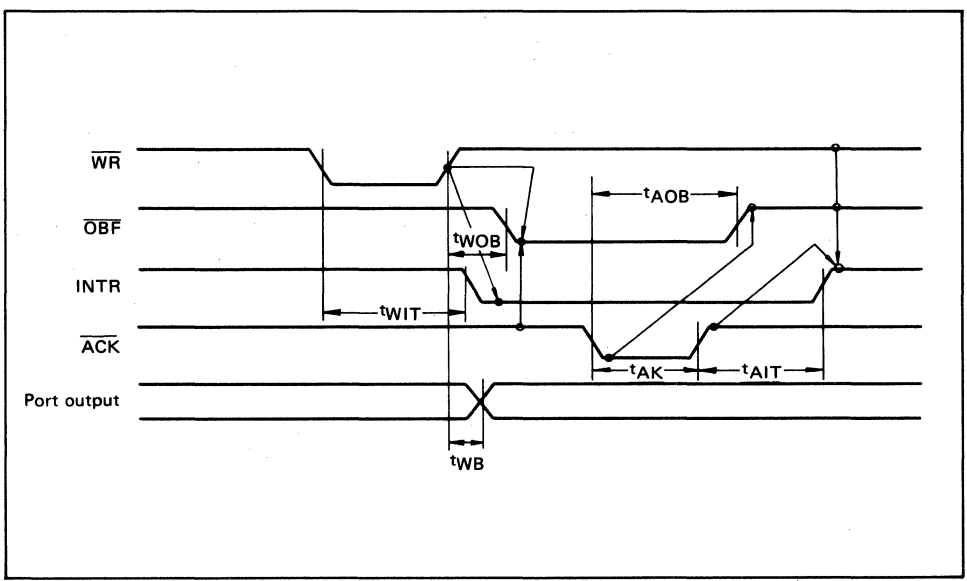 WR
tAOB
OBF
tWOB
INTR
tWIT
ACK
tAK
tAIT
Port output
tWB